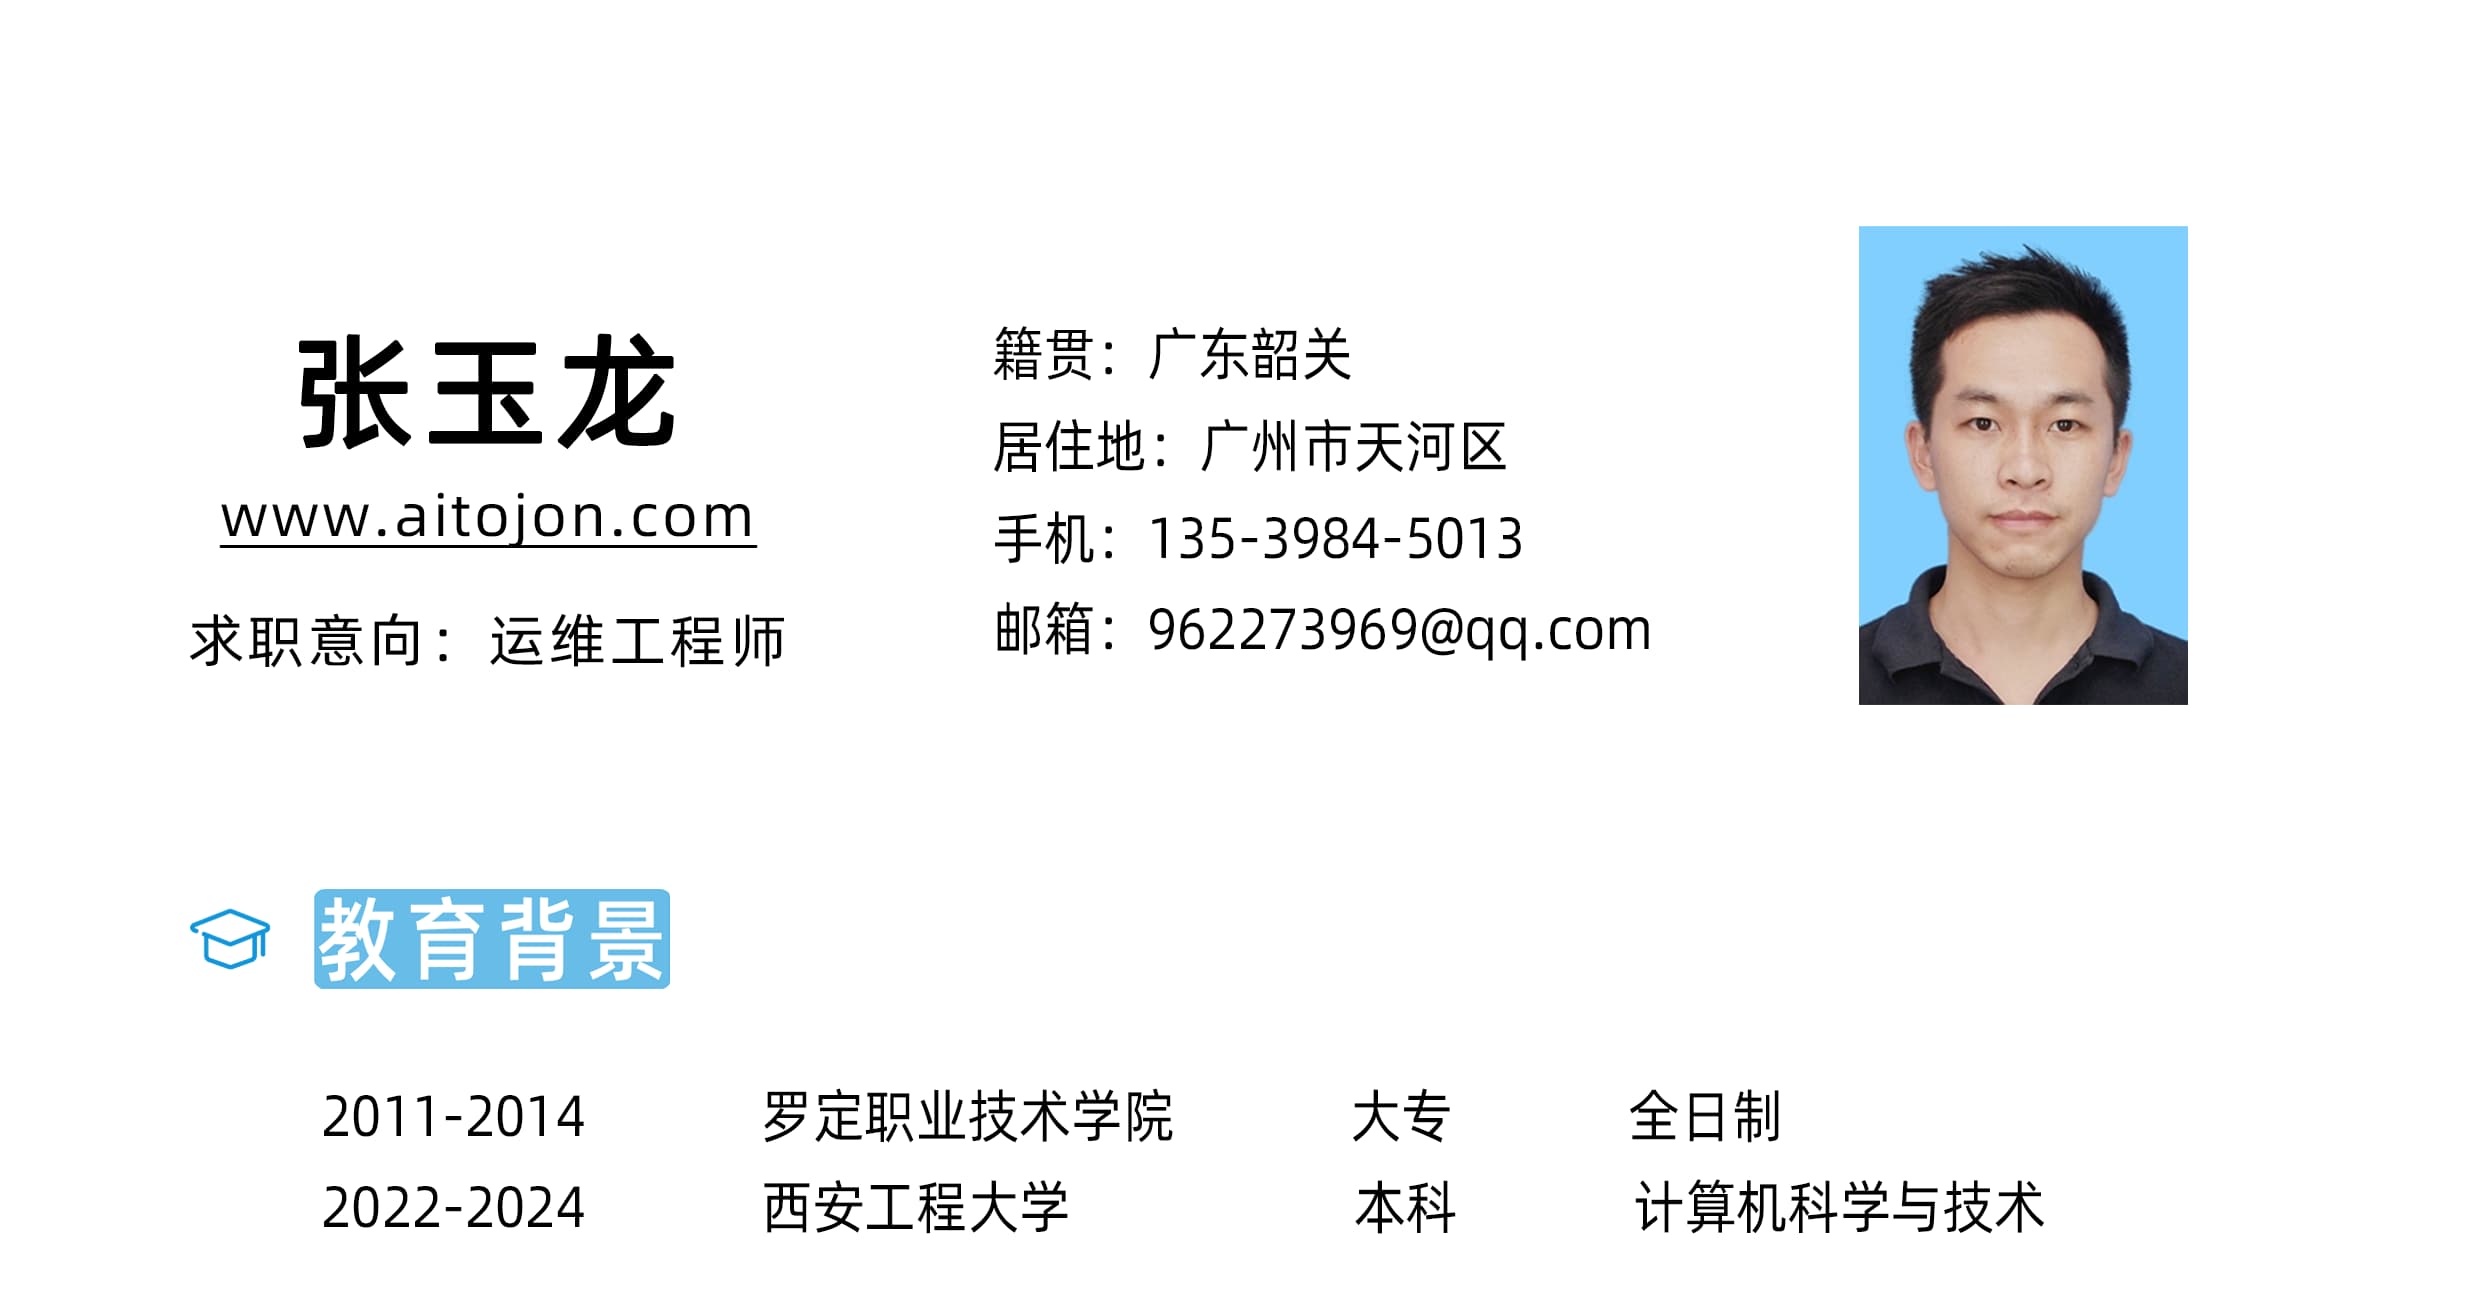 张玉龙
www.aitojon.com
求职意向：运维工程师
籍贯：广东韶关
居住地：广州市天河区
手机：135-3984-5013
邮箱：962273969@qq.com
教育背景
2011-2014 罗定职业技术学院 大专 全日制
2022-2024 西安工程大学 本科 计算机科学与技术